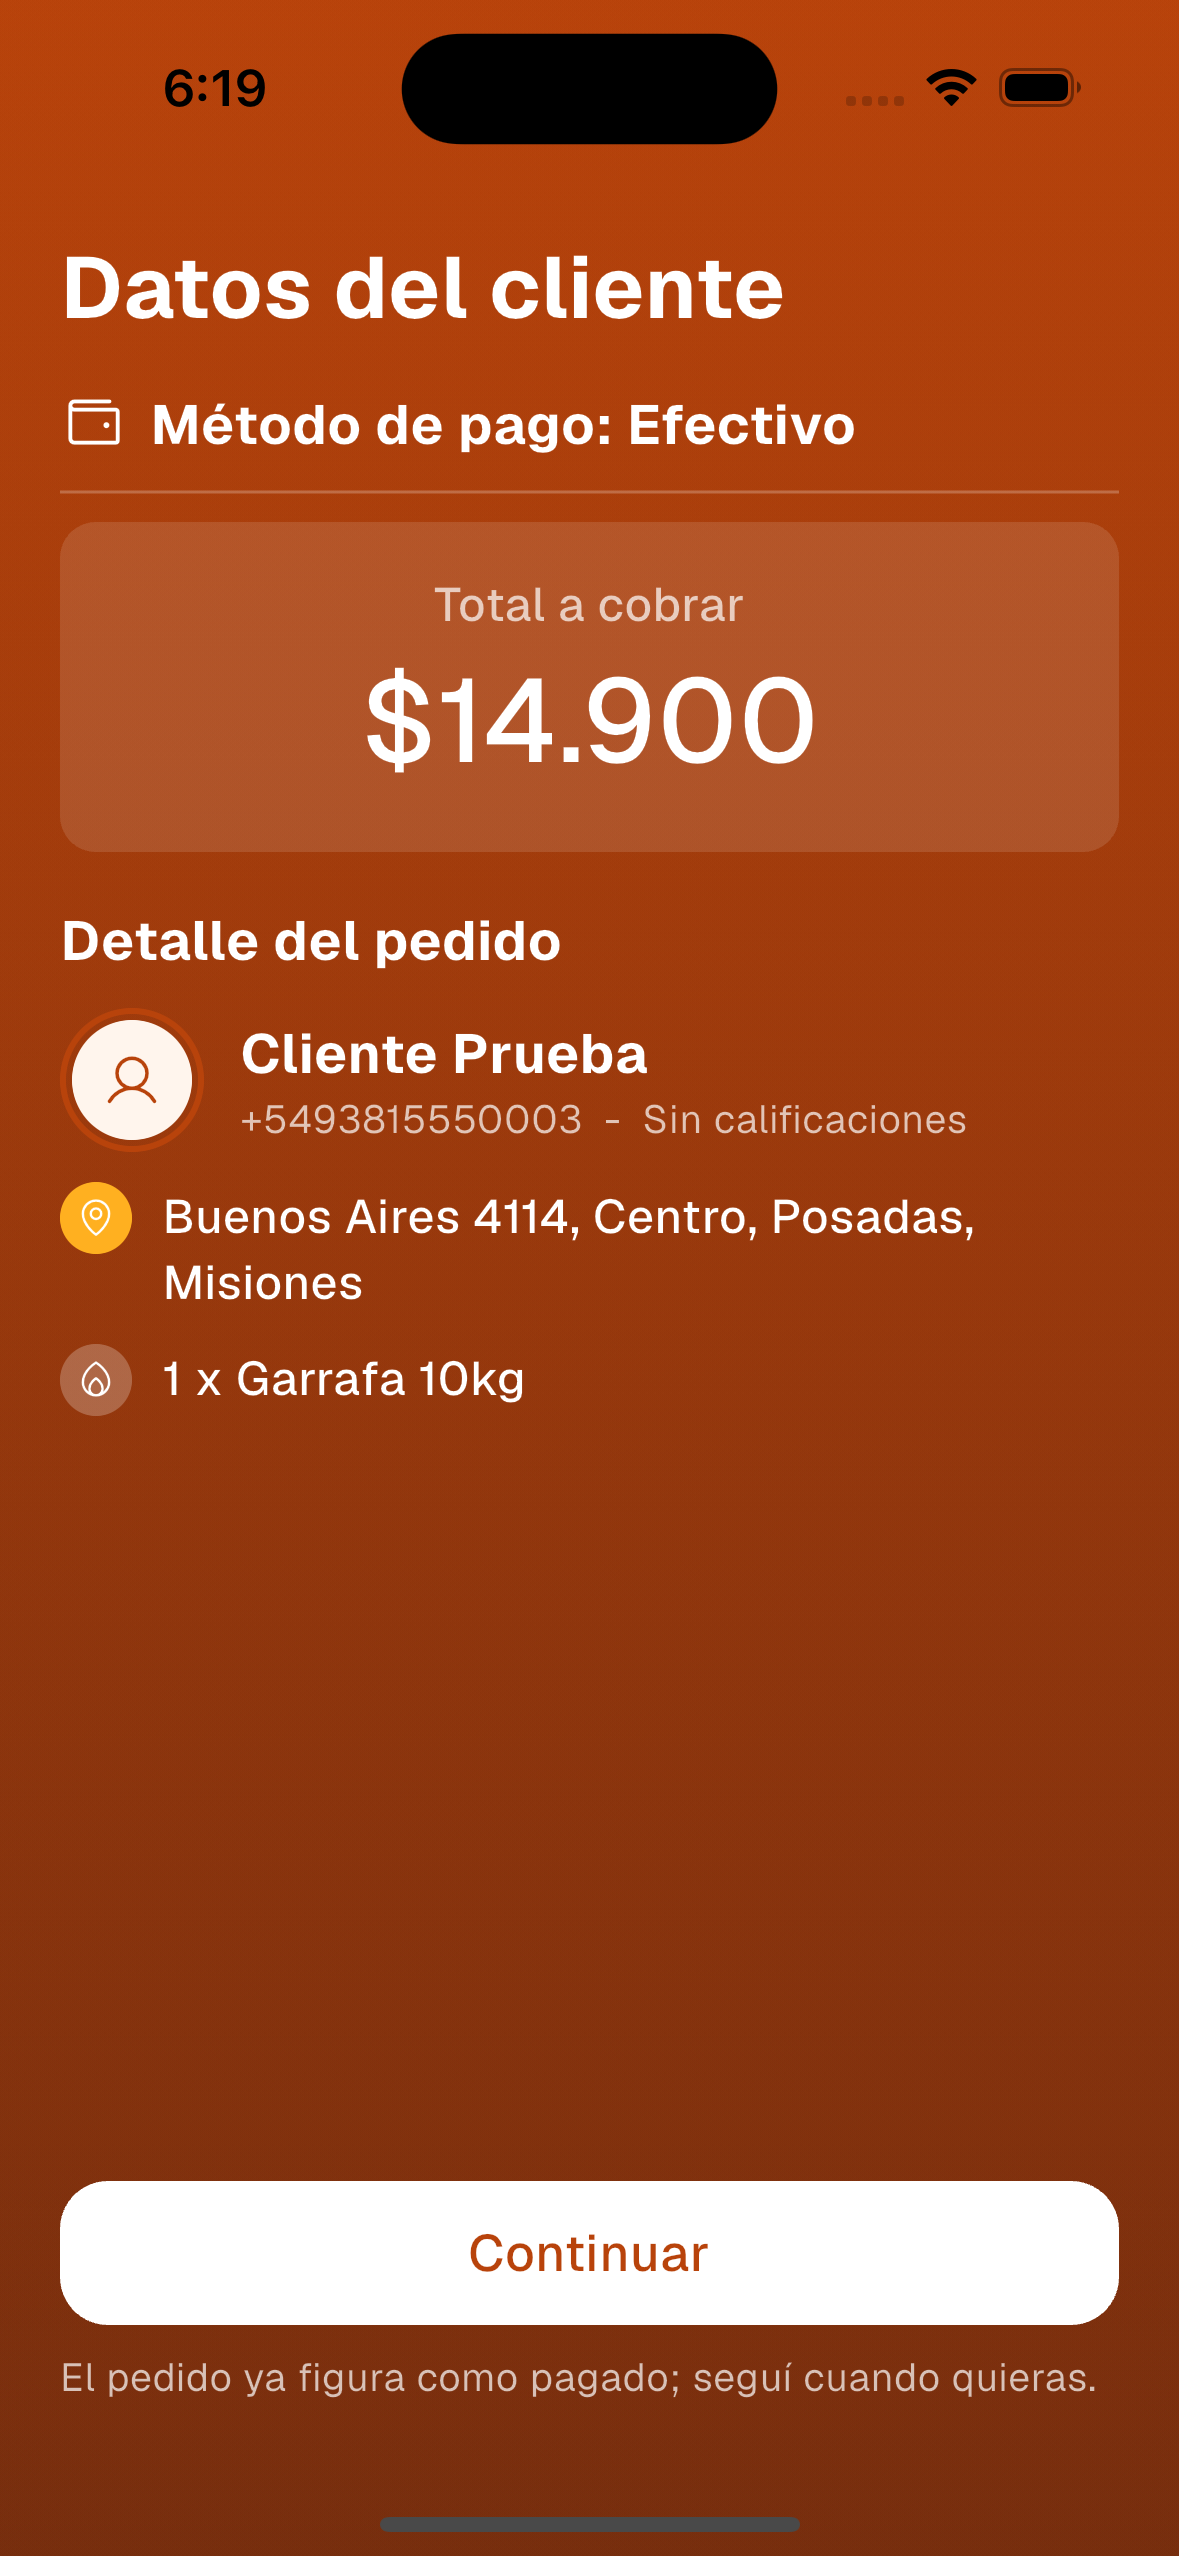 6:19
Datos del cliente
Método de pago: Efectivo
Total a cobrar
$14.900
Detalle del pedido
Cliente Prueba
+5493815550003 - Sin calificaciones
Buenos Aires 4114, Centro, Posadas,
Misiones
1 x Garrafa 10kg
Continuar
El pedido ya figura como pagado; seguí cuando quieras.